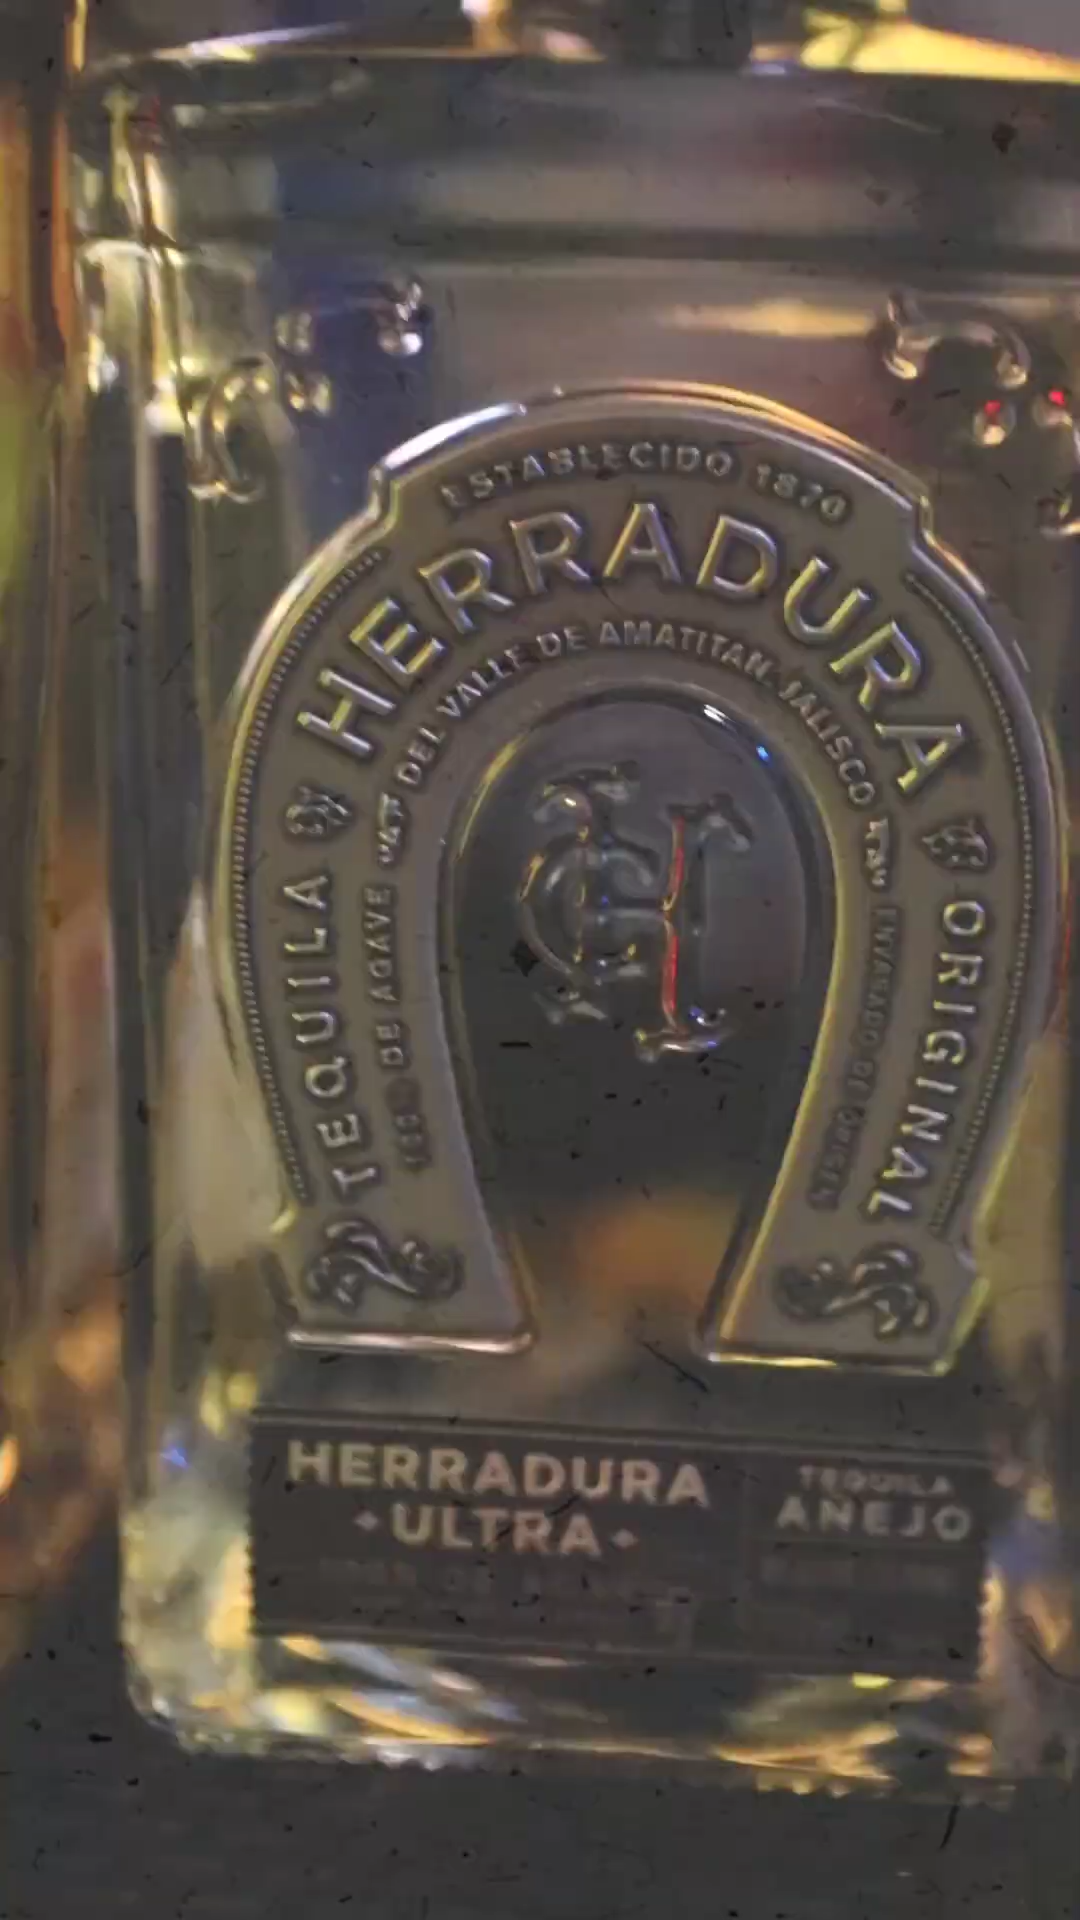 ESTABLECIDO 1870
HERRADURA
DEL VALLE DE AMATITAN, JALISCO
TEQUILA
DE AGAVE
ORIGINAL
HERRADURA
ULTRA
TEQUILA
AÑEJO